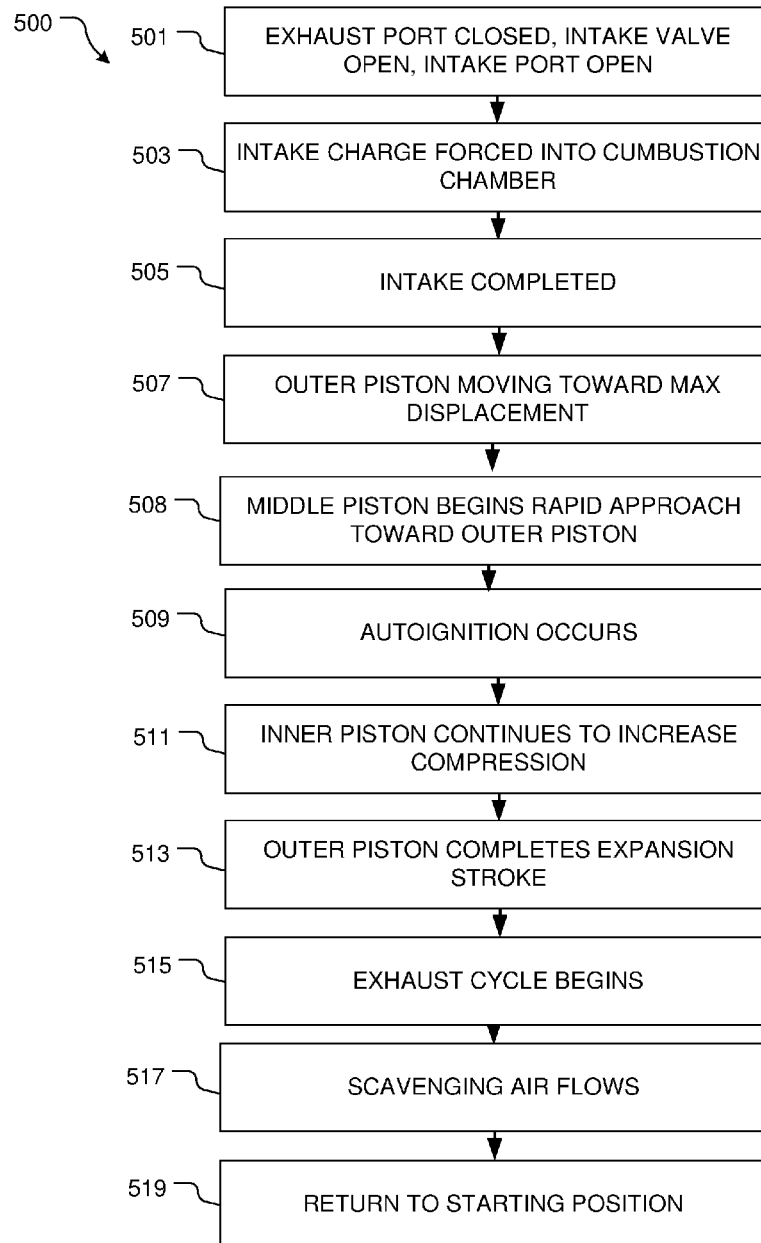 500
501
EXHAUST PORT CLOSED, INTAKE VALVE
OPEN, INTAKE PORT OPEN
503
INTAKE CHARGE FORCED INTO CUMBUSTION
CHAMBER
505
INTAKE COMPLETED
507
OUTER PISTON MOVING TOWARD MAX
DISPLACEMENT
508
MIDDLE PISTON BEGINS RAPID APPROACH
TOWARD OUTER PISTON
509
AUTOIGNITION OCCURS
511
INNER PISTON CONTINUES TO INCREASE
COMPRESSION
513
OUTER PISTON COMPLETES EXPANSION
STROKE
515
EXHAUST CYCLE BEGINS
517
SCAVENGING AIR FLOWS
519
RETURN TO STARTING POSITION